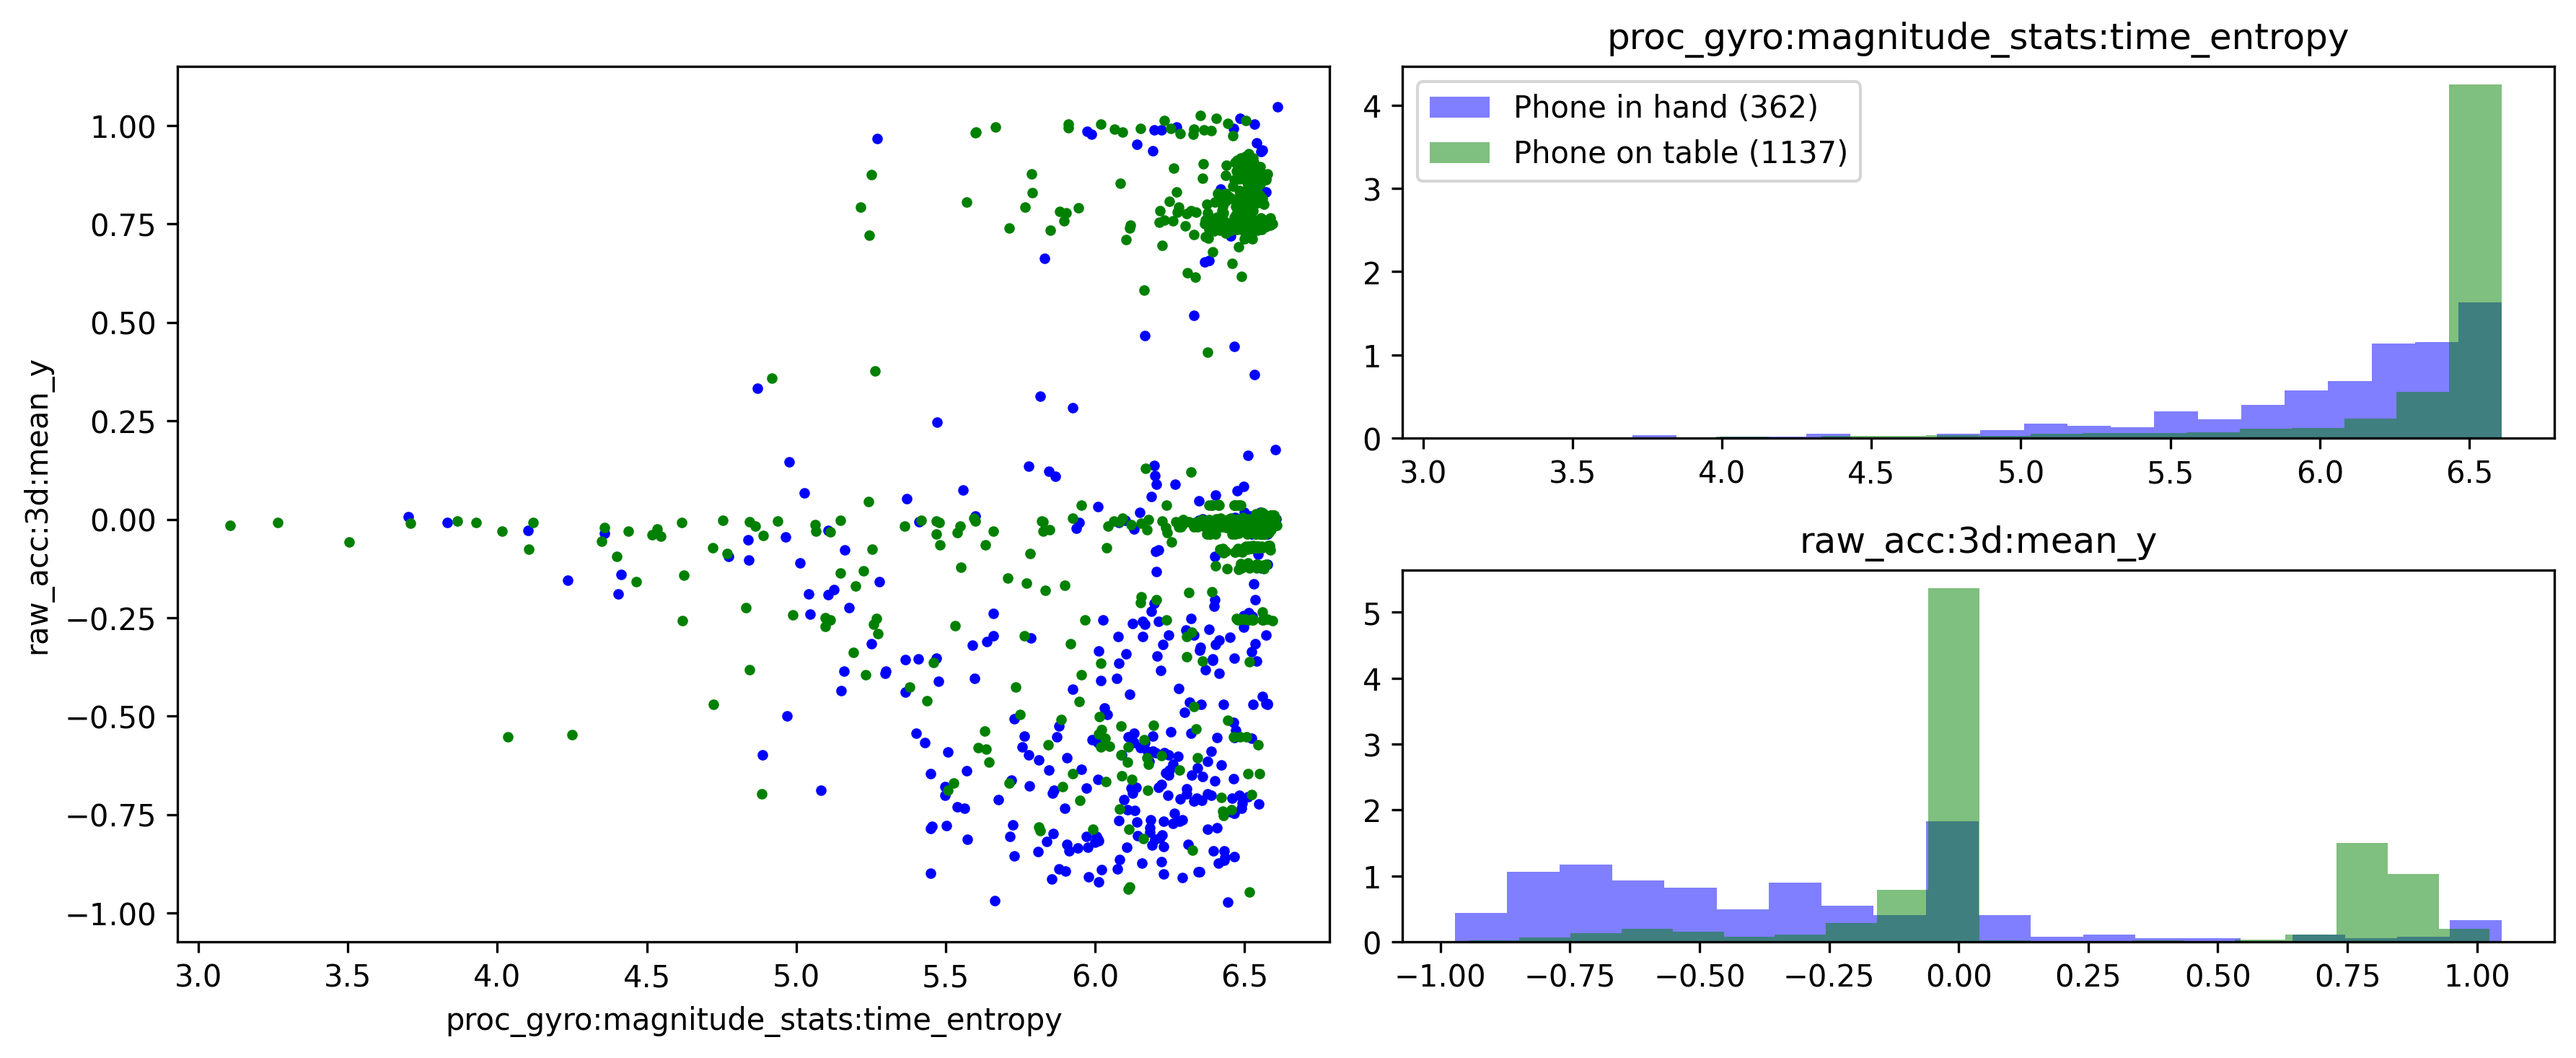 raw_acc:3d:mean_y
1.00
0.75
0.50
0.25
0.00
−0.25
−0.50
−0.75
−1.00
3.0 3.5 4.0 4.5 5.0 5.5 6.0 6.5
proc_gyro:magnitude_stats:time_entropy
proc_gyro:magnitude_stats:time_entropy
Phone in hand (362)
Phone on table (1137)
4
3
2
1
0
3.0 3.5 4.0 4.5 5.0 5.5 6.0 6.5
raw_acc:3d:mean_y
5
4
3
2
1
0
−1.00 −0.75 −0.50 −0.25 0.00 0.25 0.50 0.75 1.00